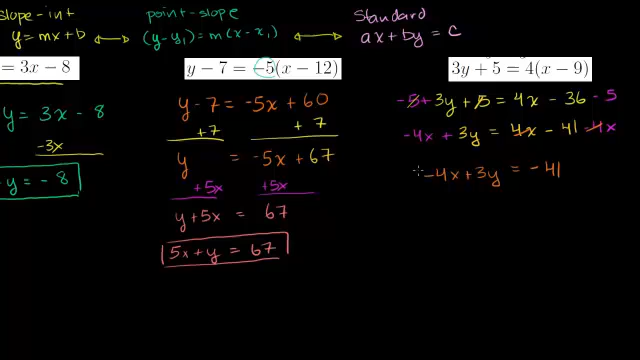 slope-int
y = mx + b
point-slope
(y - y₁) = m (x - x₁)
Standard
ax + by = c
= 3x - 8
y = 3x - 8
-3x
y = - 8
y - 7 = -5(x - 12)
y - 7 = -5x + 60
+7 + 7
y = -5x + 67
+5x +5x
y + 5x = 67
5x + y = 67
3y + 5 = 4(x - 9)
-5 + 3y + 5 = 4x - 36 - 5
-4x + 3y = 4x - 41 - 4x
-4x + 3y = - 41